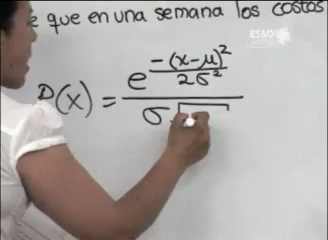 e que en una semana los costos
P(x) = e^(-(x-μ)²/2σ²) / σ√